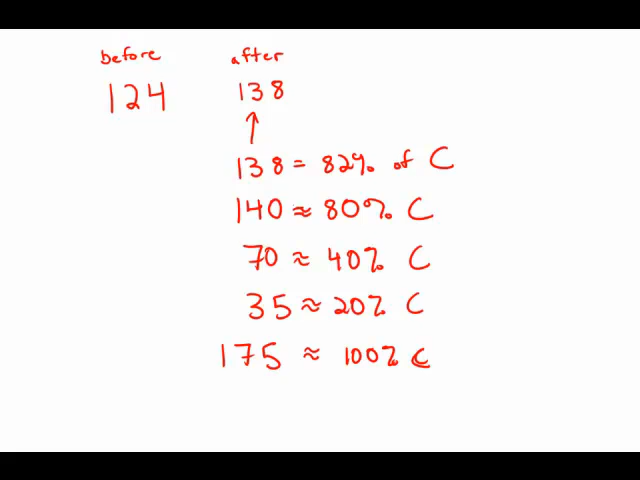 before after
124 138
↑
138 = 82% of C
140 ≈ 80% C
70 ≈ 40% C
35 ≈ 20% C
175 ≈ 100% C